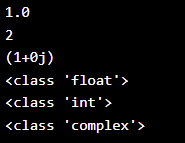 1.0
2
(1+0j)
<class 'float'>
<class 'int'>
<class 'complex'>